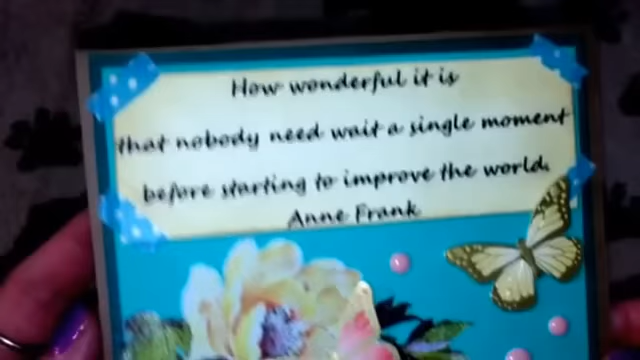 How wonderful it is
that nobody need wait a single moment
before starting to improve the world.
Anne Frank